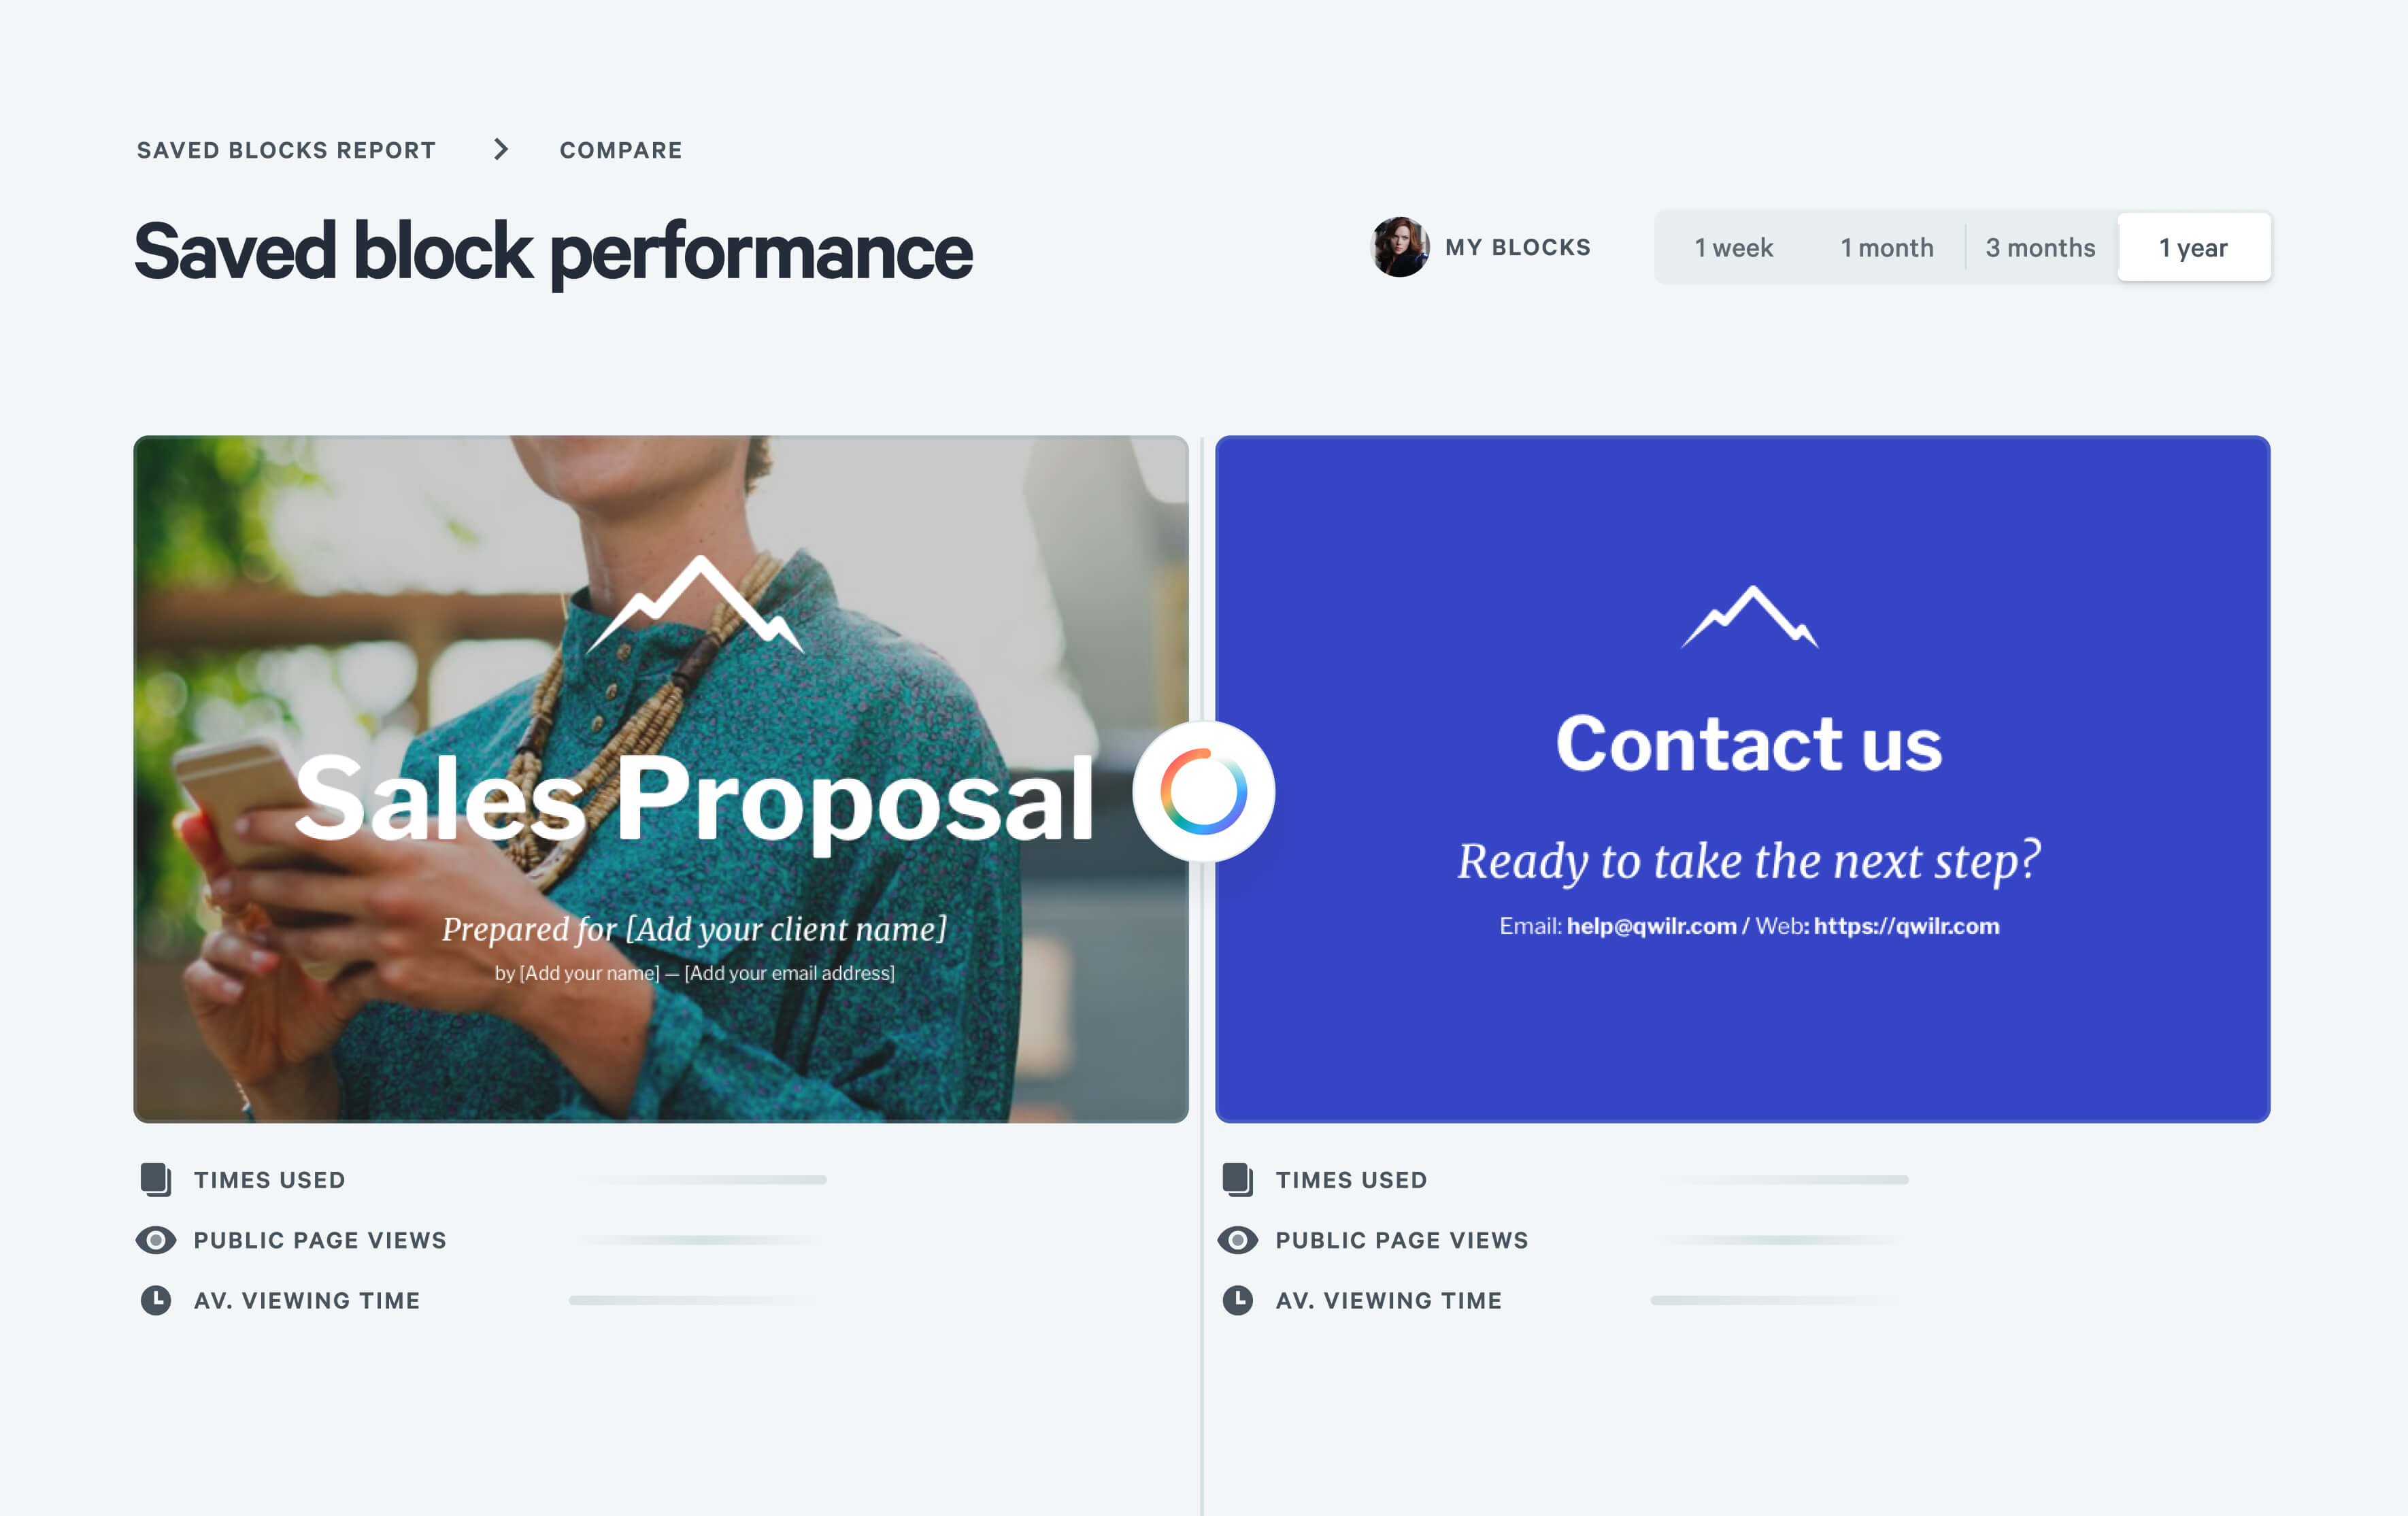 SAVED BLOCKS REPORT > COMPARE
Saved block performance
MY BLOCKS
1 week 1 month 3 months 1 year
Sales Proposal
Prepared for [Add your client name]
by [Add your name] — [Add your email address]
Contact us
Ready to take the next step?
Email: help@qwilr.com / Web: https://qwilr.com
TIMES USED
PUBLIC PAGE VIEWS
AV. VIEWING TIME
TIMES USED
PUBLIC PAGE VIEWS
AV. VIEWING TIME